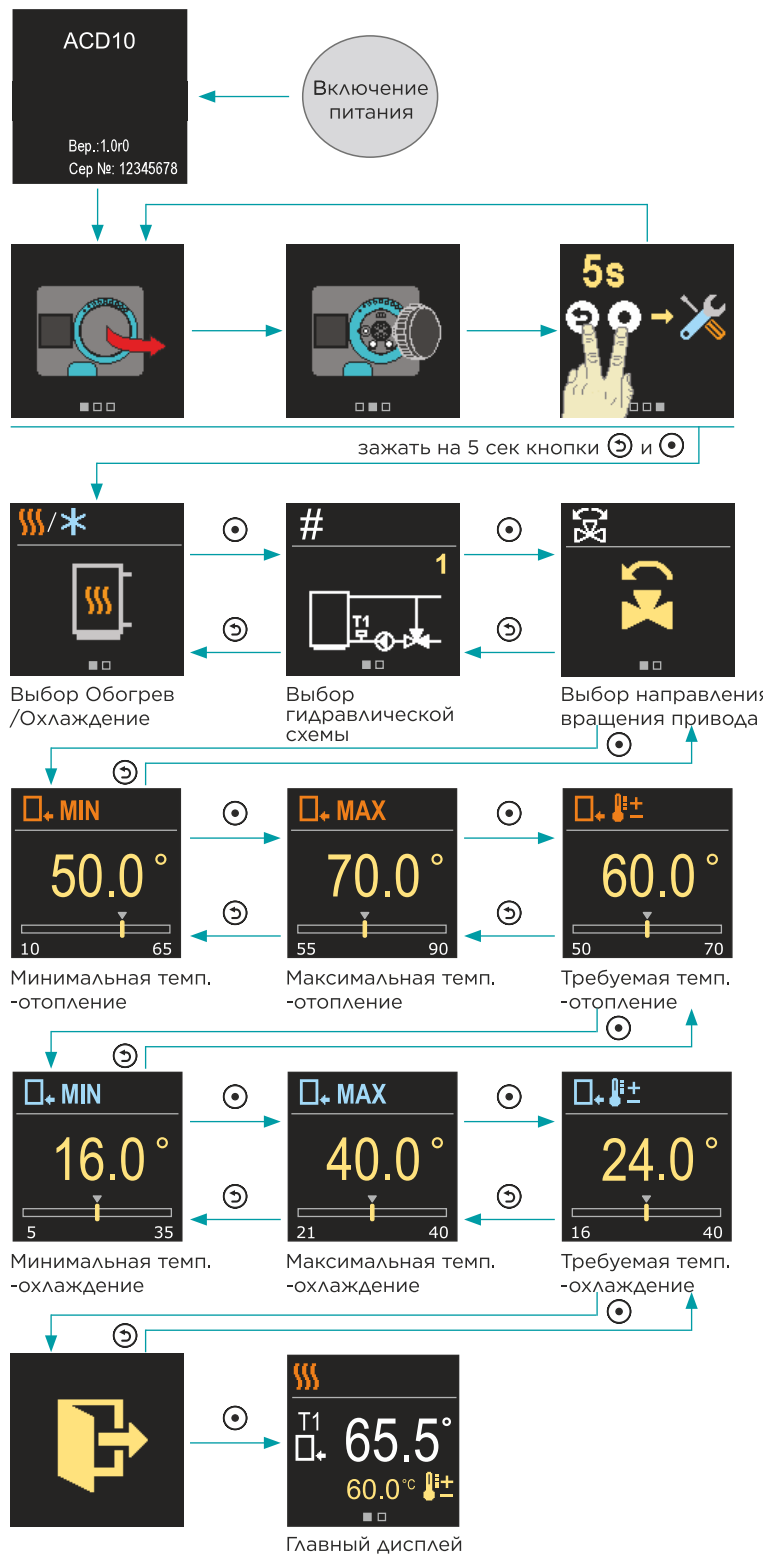 ACD10
Включение
питания
Вер.:1.0r0
Сер №: 12345678
5s
зажать на 5 сек кнопки и
/
#
1
T1
Выбор Обогрев
/Охлаждение
Выбор
гидравлической
схемы
Выбор направления
вращения привода
MIN
50.0°
10 65
MAX
70.0°
55 90
60.0°
50 70
Минимальная темп.
-отопление
Максимальная темп.
-отопление
Требуемая темп.
-отопление
MIN
16.0°
5 35
MAX
40.0°
21 40
24.0°
16 40
Минимальная темп.
-охлаждение
Максимальная темп.
-охлаждение
Требуемая темп.
-охлаждение
T1
65.5°
60.0°C
Главный дисплей